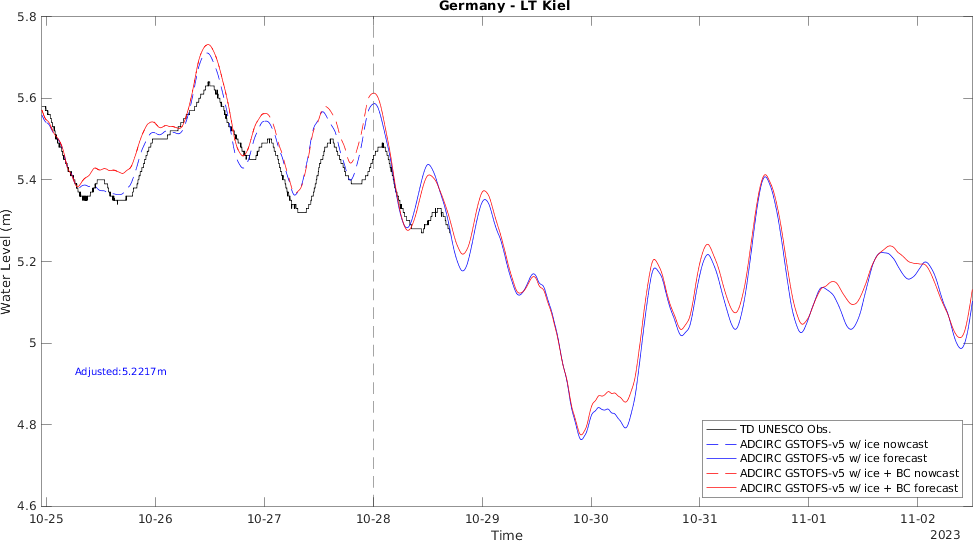 Germany - LT Kiel
5.8
5.6
5.4
5.2
5
4.8
4.6
Water Level (m)
Adjusted:5.2217m
TD UNESCO Obs.
ADCIRC GSTOFS-v5 w/ ice nowcast
ADCIRC GSTOFS-v5 w/ ice forecast
ADCIRC GSTOFS-v5 w/ ice + BC nowcast
ADCIRC GSTOFS-v5 w/ ice + BC forecast
10-25 10-26 10-27 10-28 10-29 10-30 10-31 11-01 11-02
Time
2023